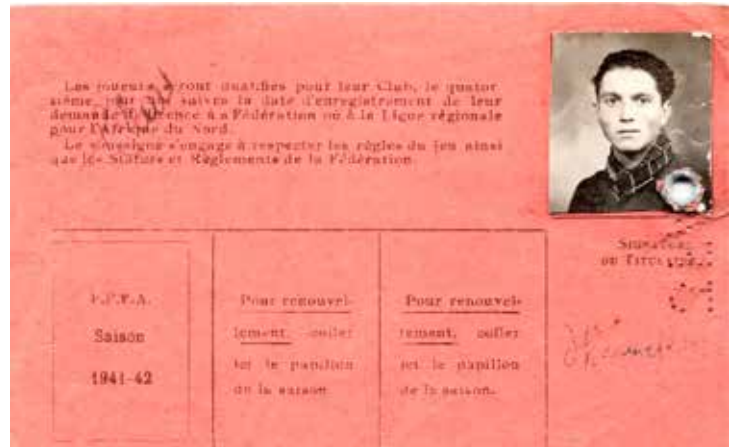 Les joueurs seront qualifiés pour leur Club, le quator
zième jour qui suivra la date d'enregistrement de leur
demande licence à Fédération ou à la Ligue régionale
pour l'Afrique du Nord.
Le soussigné s'engage à respecter les règles du jeu ainsi
que les Statuts et Règlements de la Fédération.
SIGNATURE
DU TITULAIRE
F.F.F.A.
Saison
1941-42
Pour renouvel-
lement, coller
ici le papillon
de la saison.
Pour renouvel-
lement, coller
ici le papillon
de la saison.